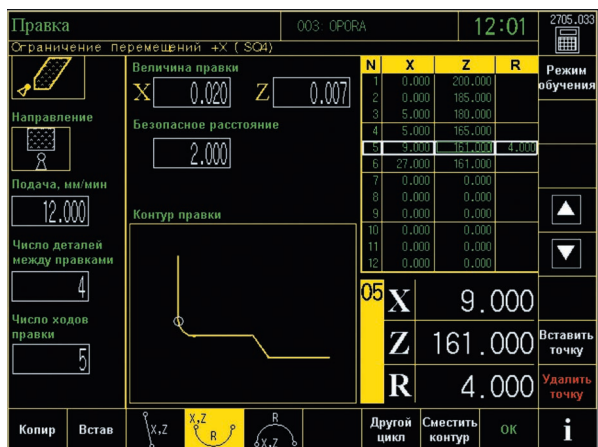 Правка
003: OPORA
12:01
2705.033
Ограничение перемещений +X ( SQ4)
Направление
Подача, мм/мин
12.000
Число деталей
между правками
4
Число ходов
правки
5
Величина правки
X 0.020 Z 0.007
Безопасное расстояние
2.000
Контур правки
N X Z R
1 0.000 200.000
2 0.000 185.000
3 5.000 180.000
4 5.000 165.000
5 9.000 161.000 4.000
6 27.000 161.000
7 0.000 0.000
8 0.000 0.000
9 0.000 0.000
10 0.000 0.000
11 0.000 0.000
12 0.000 0.000
05 X 9.000
Z 161.000
R 4.000
Режим
обучения
Вставить
точку
Удалить
точку
Копир
Встав
X,Z
X,Z
R
R
X,Z
Другой
цикл
Сместить
контур
ОК
i